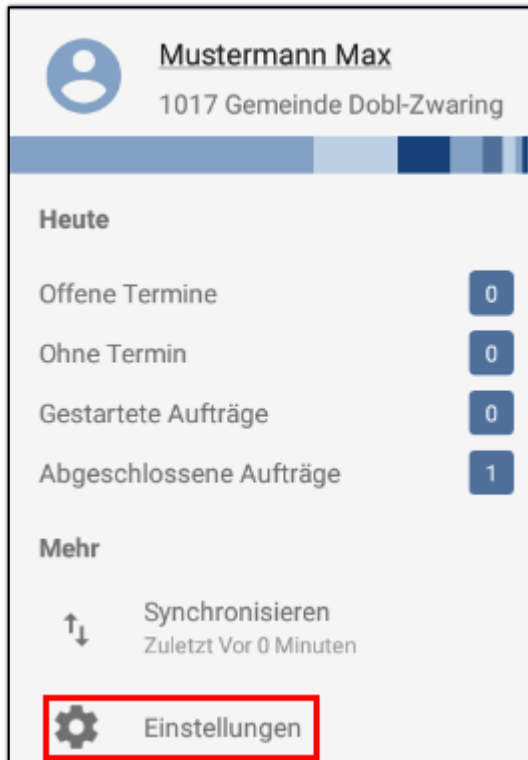 Mustermann Max
1017 Gemeinde Dobl-Zwaring
Heute
Offene Termine 0
Ohne Termin 0
Gestartete Aufträge 0
Abgeschlossene Aufträge 1
Mehr
Synchronisieren
Zuletzt Vor 0 Minuten
Einstellungen